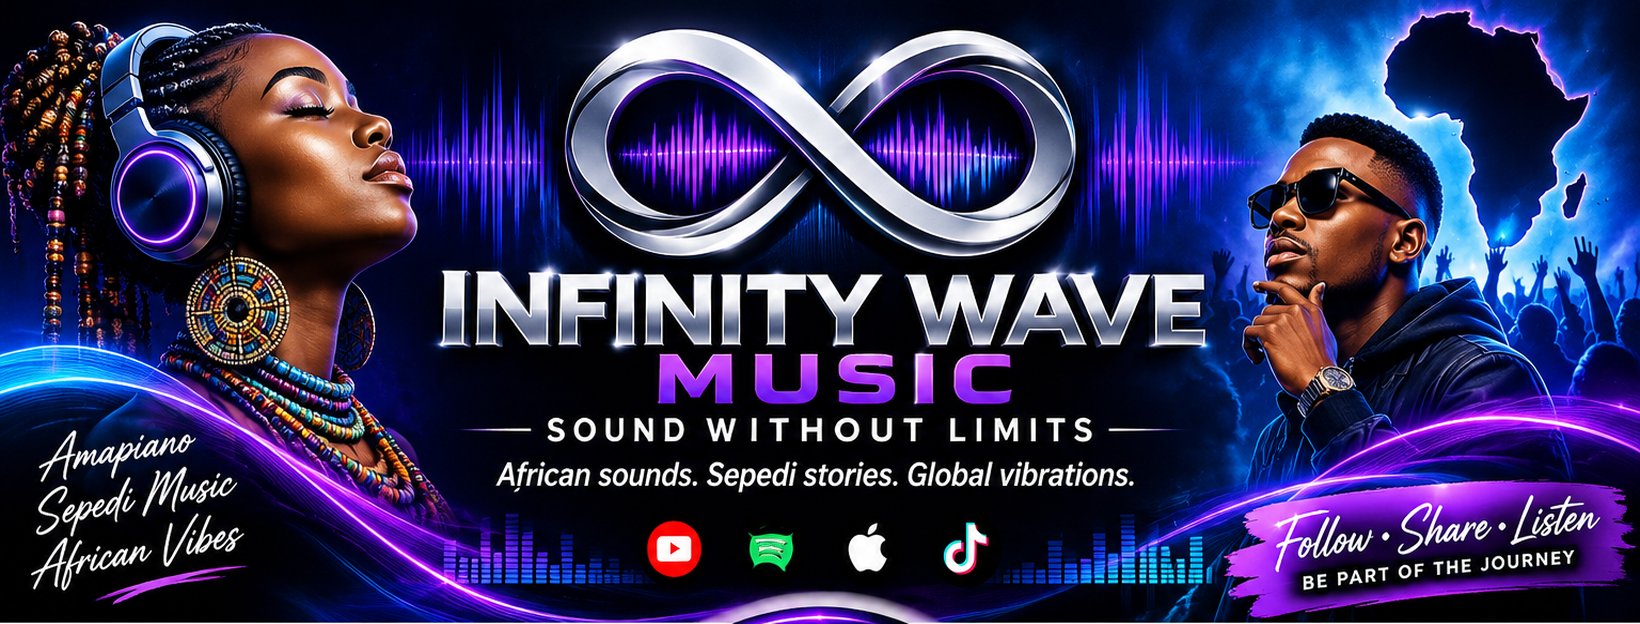 INFINITY WAVE
MUSIC
SOUND WITHOUT LIMITS
African sounds. Sepedi stories. Global vibrations.
Amapiano
Sepedi Music
African Vibes
Follow • Share • Listen
BE PART OF THE JOURNEY